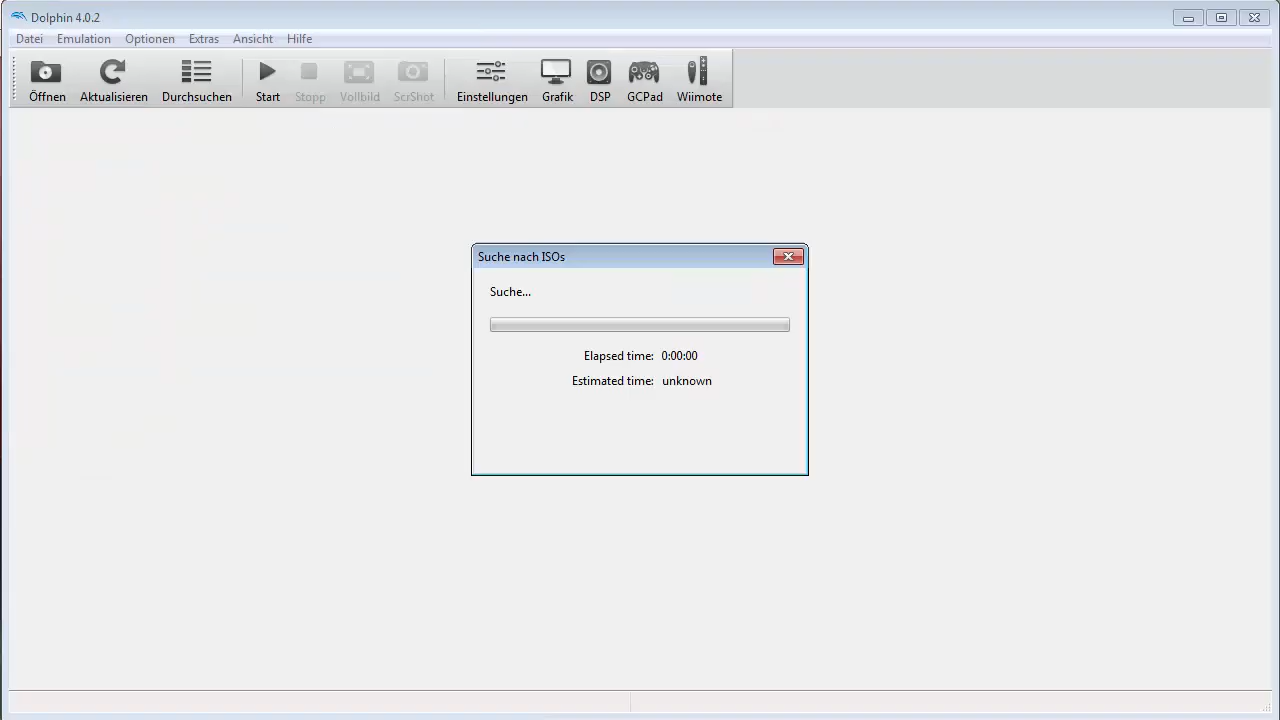 Dolphin 4.0.2
Datei Emulation Optionen Extras Ansicht Hilfe
Öffnen Aktualisieren Durchsuchen Start Stopp Vollbild ScrShot Einstellungen Grafik DSP GCPad Wiimote
Suche nach ISOs
Suche...
Elapsed time: 0:00:00
Estimated time: unknown